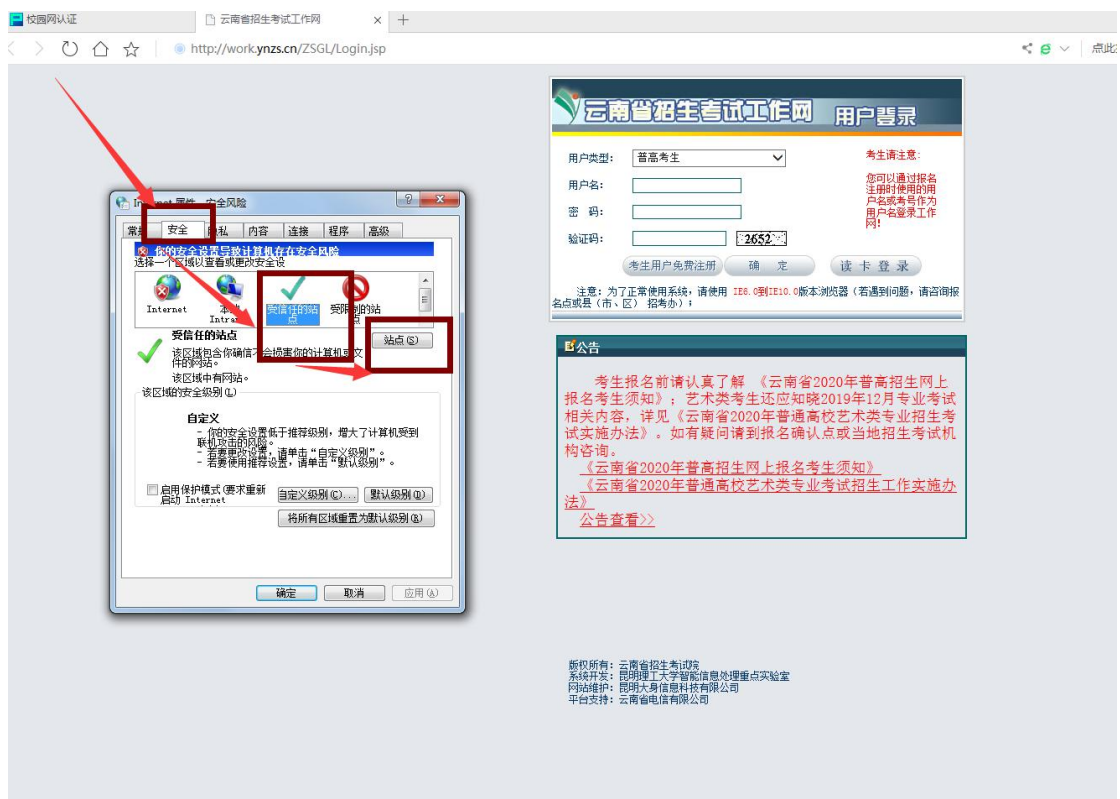 校园网认证
云南省招生考试工作网
http://work.ynzs.cn/ZSGL/Login.jsp
点此
云南省招生考试工作网 用户登录
用户类型: 普高考生
用户名:
密 码:
验证码: 2652
考生请注意:
您可以通过报名
注册时使用的用
户名或考号作为
用户名登录工作
网!
考生用户免费注册 确 定 读 卡 登 录
注意: 为了正常使用系统, 请使用 IE6.0到IE10.0版本浏览器 (若遇到问题, 请咨询报
名点或县 (市、区) 招考办);
公告
考生报名前请认真了解 《云南省2020年普高招生网上
报名考生须知》; 艺术类考生还应知晓2019年12月专业考试
相关内容, 详见《云南省2020年普通高校艺术类专业招生考
试实施办法》。如有疑问请到报名确认点或当地招生考试机
构咨询。
《云南省2020年普高招生网上报名考生须知》
《云南省2020年普通高校艺术类专业考试招生工作实施办
法》
公告查看>>
版权所有: 云南省招生考试院
系统开发: 昆明理工大学智能信息处理重点实验室
网站维护: 昆明大身信息科技有限公司
平台支持: 云南省电信有限公司
属性 - 安全风险
安全 内容 连接 程序 高级
你的安全设置导致计算机存在安全风险
选择一个区域以查看或更改安全设
Internet 受信任的站点
受信任的站点
站点(S)
该区域包含你确信不会损害你的计算机或文
件的网站。
该区域中有网站。
该区域的安全级别(L)
自定义
- 你的安全设置低于推荐级别, 增大了计算机受到
联机攻击的风险。
- 若要更改设置, 请单击“自定义级别”。
- 若要使用推荐设置, 请单击“默认级别”。
启用保护模式(要求重新
启动 Internet
自定义级别(C)... 默认级别(D)
将所有区域重置为默认级别(R)
确定 取消 应用(A)